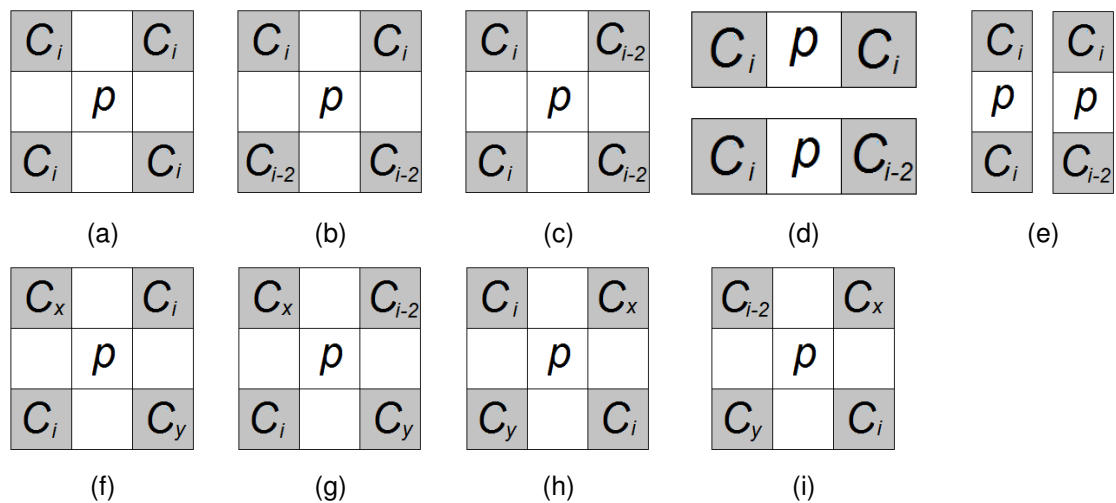 C_i C_i C_i C_i C_i C_{i-2} C_i p C_i C_i C_i
p p p p p
C_i C_i C_{i-2} C_{i-2} C_i C_{i-2} C_i p C_{i-2} C_i C_{i-2}
(a) (b) (c) (d) (e)
C_x C_i C_x C_{i-2} C_i C_x C_{i-2} C_x
p p p p
C_i C_y C_i C_y C_y C_i C_y C_i
(f) (g) (h) (i)